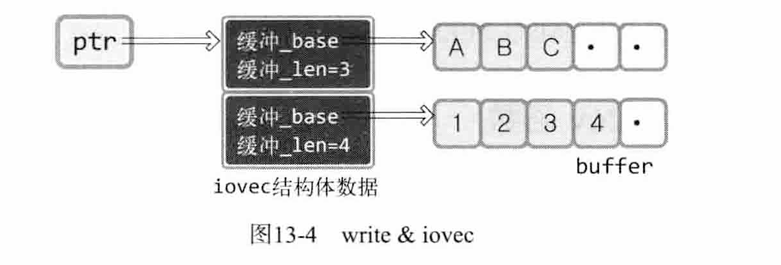 ptr
缓冲_base
缓冲_len=3
A B C • •
缓冲_base
缓冲_len=4
1 2 3 4 •
buffer
iovec结构体数据
图13-4 write & iovec